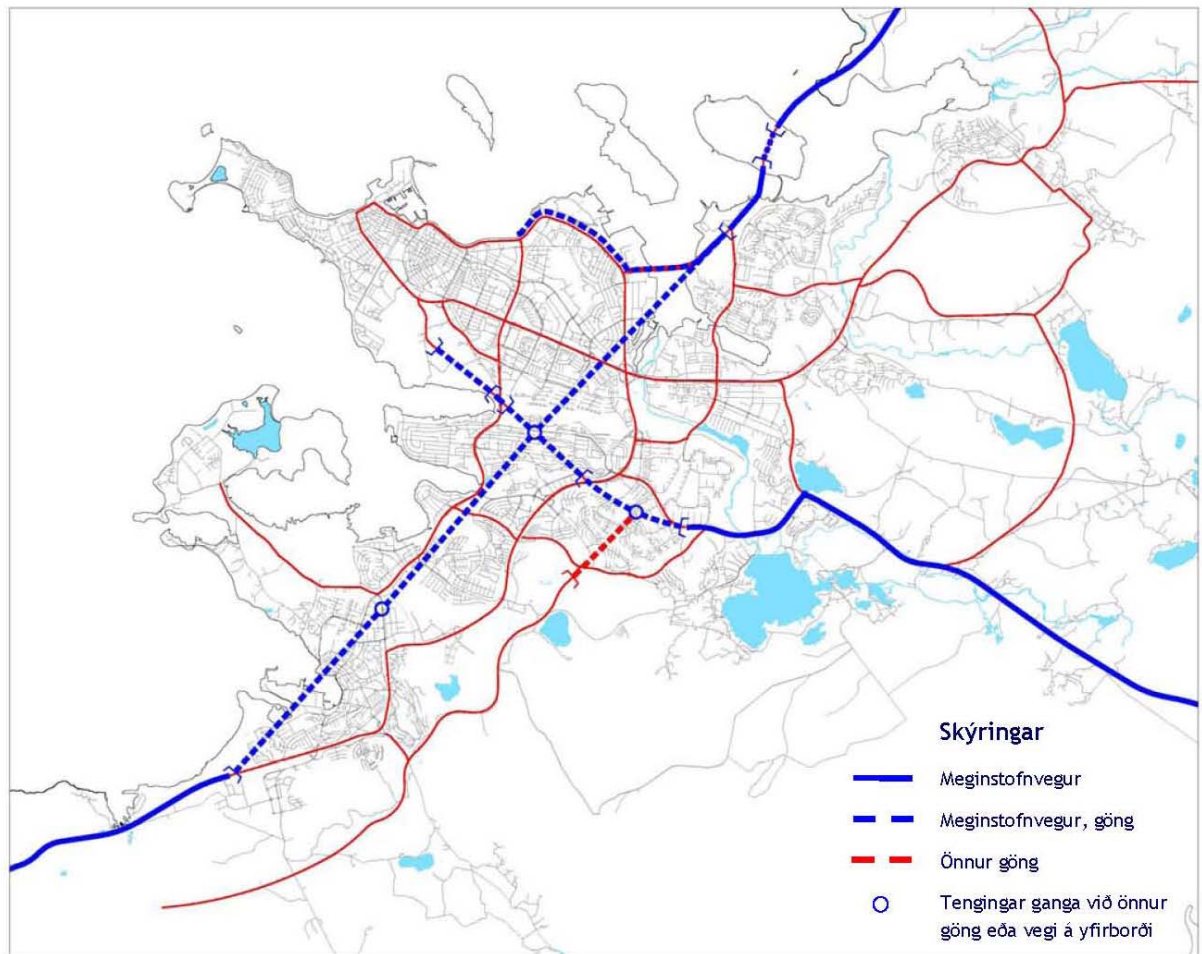 Skýringar
Meginstofnvegur
Meginstofnvegur, göng
Önnur göng
Tengingar ganga við önnur
göng eða vegi á yfirborði